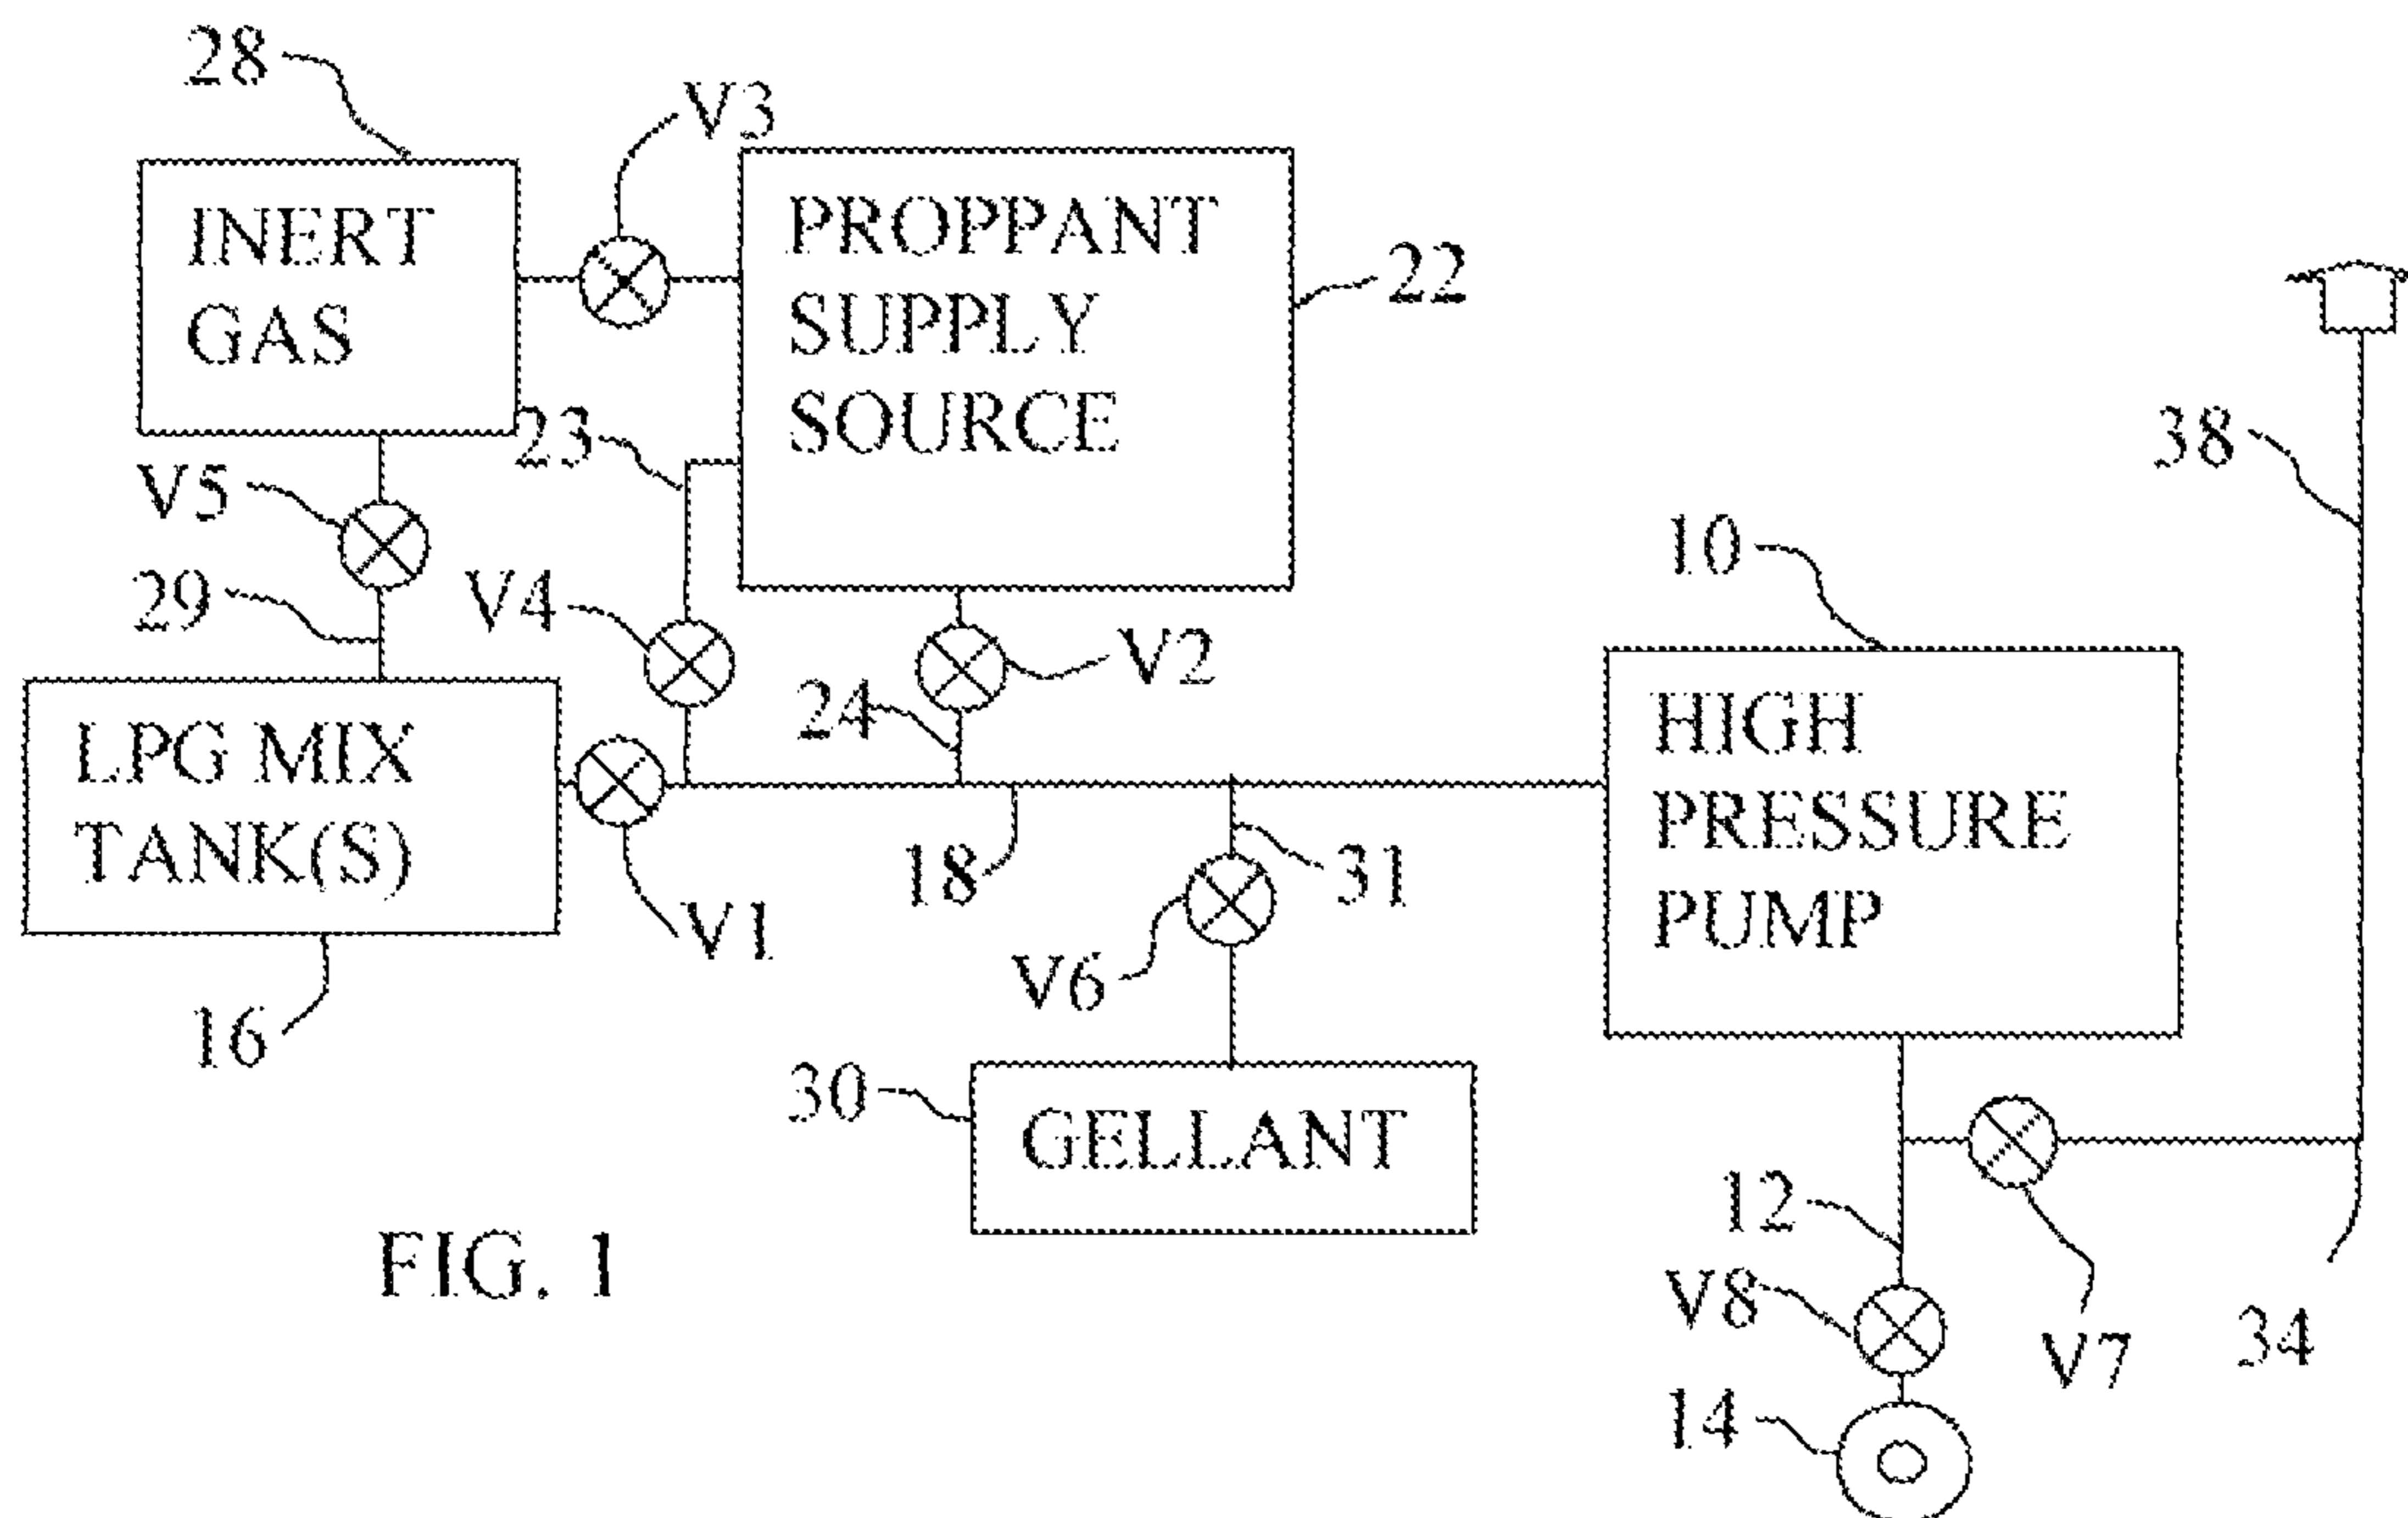 28
V3
INERT
GAS
PROPPANT
SUPPLY
SOURCE
22
23
38
V5
29
V4
V2
24
10
LPG MIX
TANK(S)
HIGH
PRESSURE
PUMP
V1
18
31
V6
16
30
GELLANT
12
FIG. 1
V8
V7
34
14